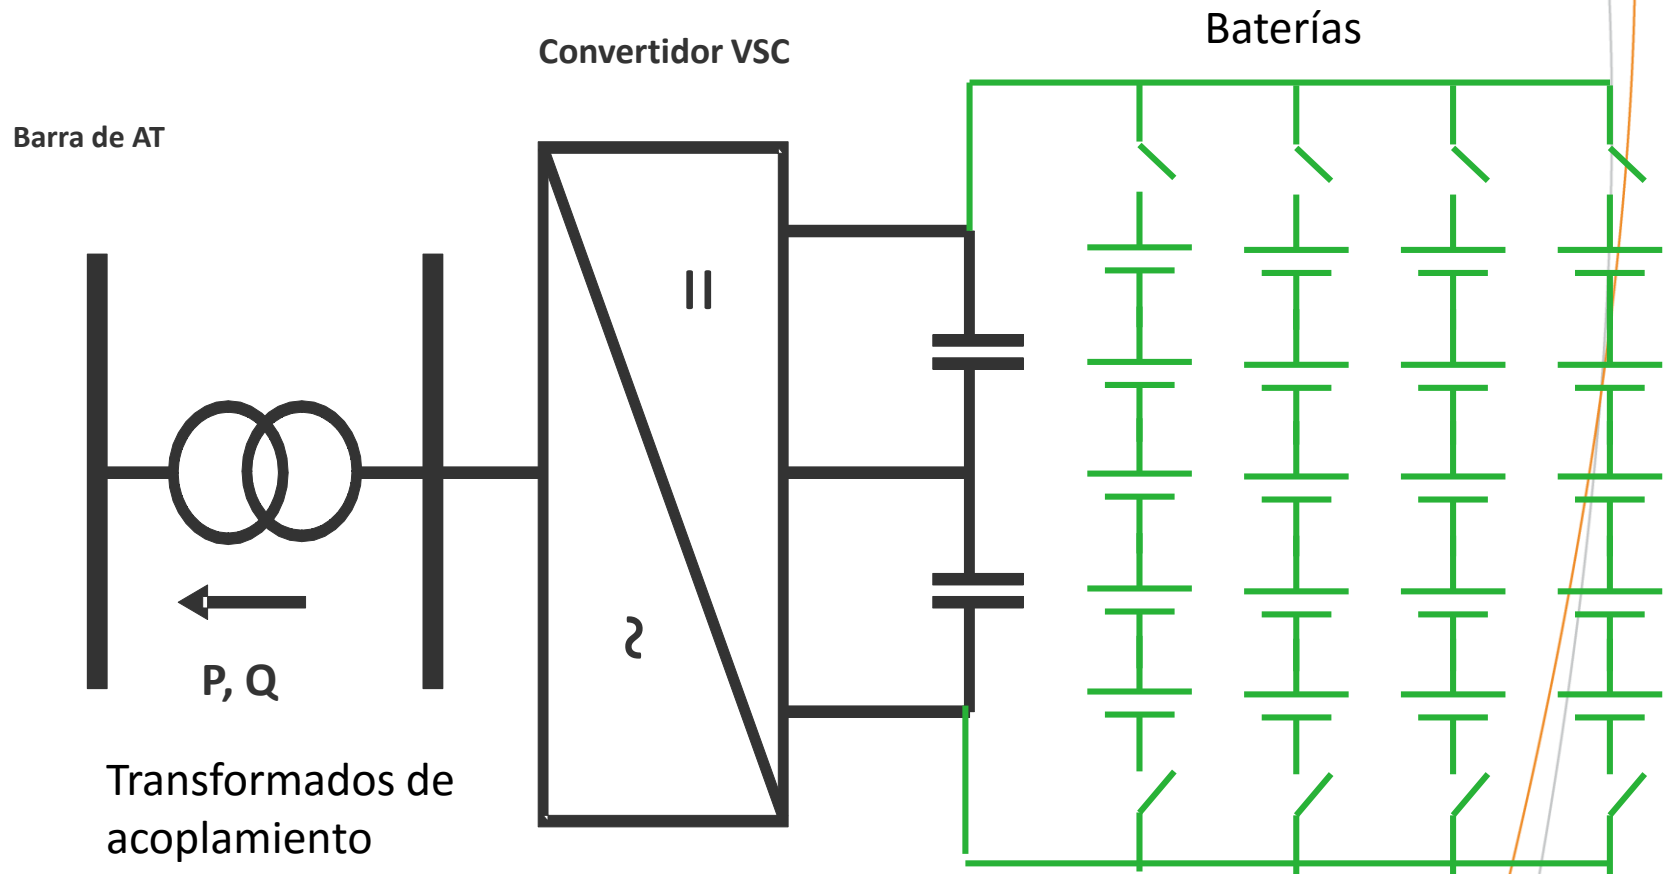 Baterías
Convertidor VSC
Barra de AT
=
~
P, Q
Transformados de
acoplamiento